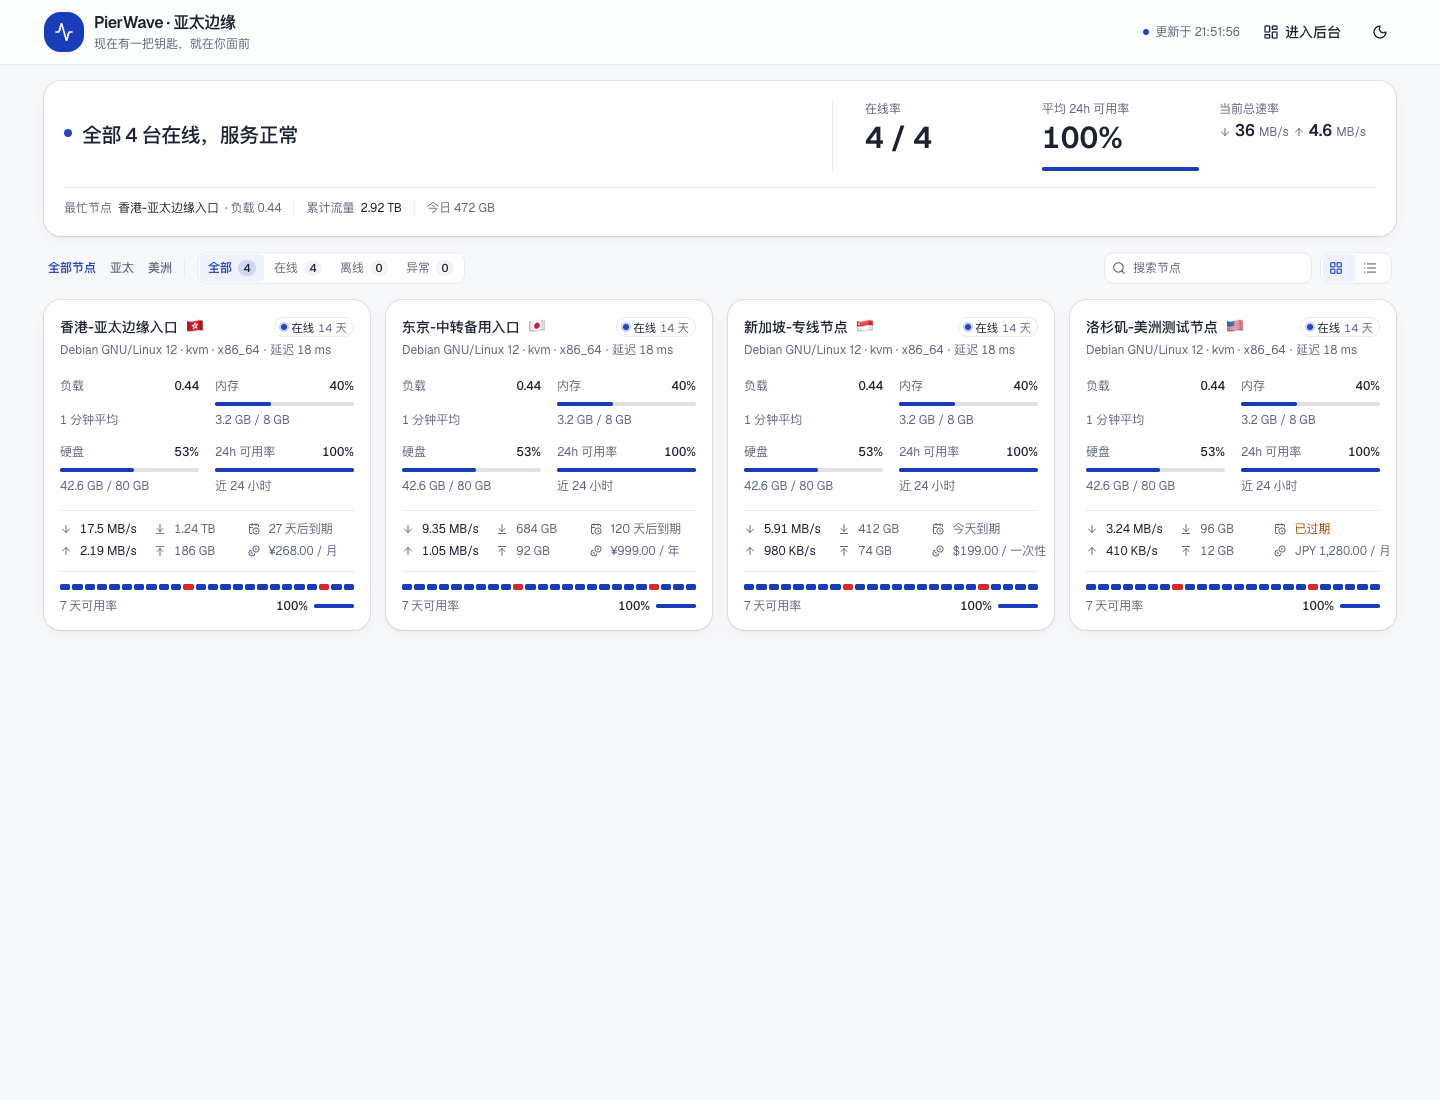 PierWave · 亚太边缘
现在有一把钥匙，就在你面前
更新于 21:51:56
进入后台
全部 4 台在线，服务正常
在线率
4 / 4
平均 24h 可用率
100%
当前总速率
↓ 36 MB/s ↑ 4.6 MB/s
最忙节点 香港-亚太边缘入口 · 负载 0.44
累计流量 2.92 TB
今日 472 GB
全部节点 亚太 美洲
全部 4 在线 4 离线 0 异常 0
搜索节点
香港-亚太边缘入口 🇭🇰 在线 14 天
Debian GNU/Linux 12 · kvm · x86_64 · 延迟 18 ms
负载 0.44 内存 40%
1 分钟平均 3.2 GB / 8 GB
硬盘 53% 24h 可用率 100%
42.6 GB / 80 GB 近 24 小时
↓ 17.5 MB/s 1.24 TB 27 天后到期
↑ 2.19 MB/s 186 GB ¥268.00 / 月
7 天可用率 100%
东京-中转备用入口 🇯🇵 在线 14 天
Debian GNU/Linux 12 · kvm · x86_64 · 延迟 18 ms
负载 0.44 内存 40%
1 分钟平均 3.2 GB / 8 GB
硬盘 53% 24h 可用率 100%
42.6 GB / 80 GB 近 24 小时
↓ 9.35 MB/s 684 GB 120 天后到期
↑ 1.05 MB/s 92 GB ¥999.00 / 年
7 天可用率 100%
新加坡-专线节点 🇸🇬 在线 14 天
Debian GNU/Linux 12 · kvm · x86_64 · 延迟 18 ms
负载 0.44 内存 40%
1 分钟平均 3.2 GB / 8 GB
硬盘 53% 24h 可用率 100%
42.6 GB / 80 GB 近 24 小时
↓ 5.91 MB/s 412 GB 今天到期
↑ 980 KB/s 74 GB $199.00 / 一次性
7 天可用率 100%
洛杉矶-美洲测试节点 🇺🇸 在线 14 天
Debian GNU/Linux 12 · kvm · x86_64 · 延迟 18 ms
负载 0.44 内存 40%
1 分钟平均 3.2 GB / 8 GB
硬盘 53% 24h 可用率 100%
42.6 GB / 80 GB 近 24 小时
↓ 3.24 MB/s 96 GB 已过期
↑ 410 KB/s 12 GB JPY 1,280.00 / 月
7 天可用率 100%